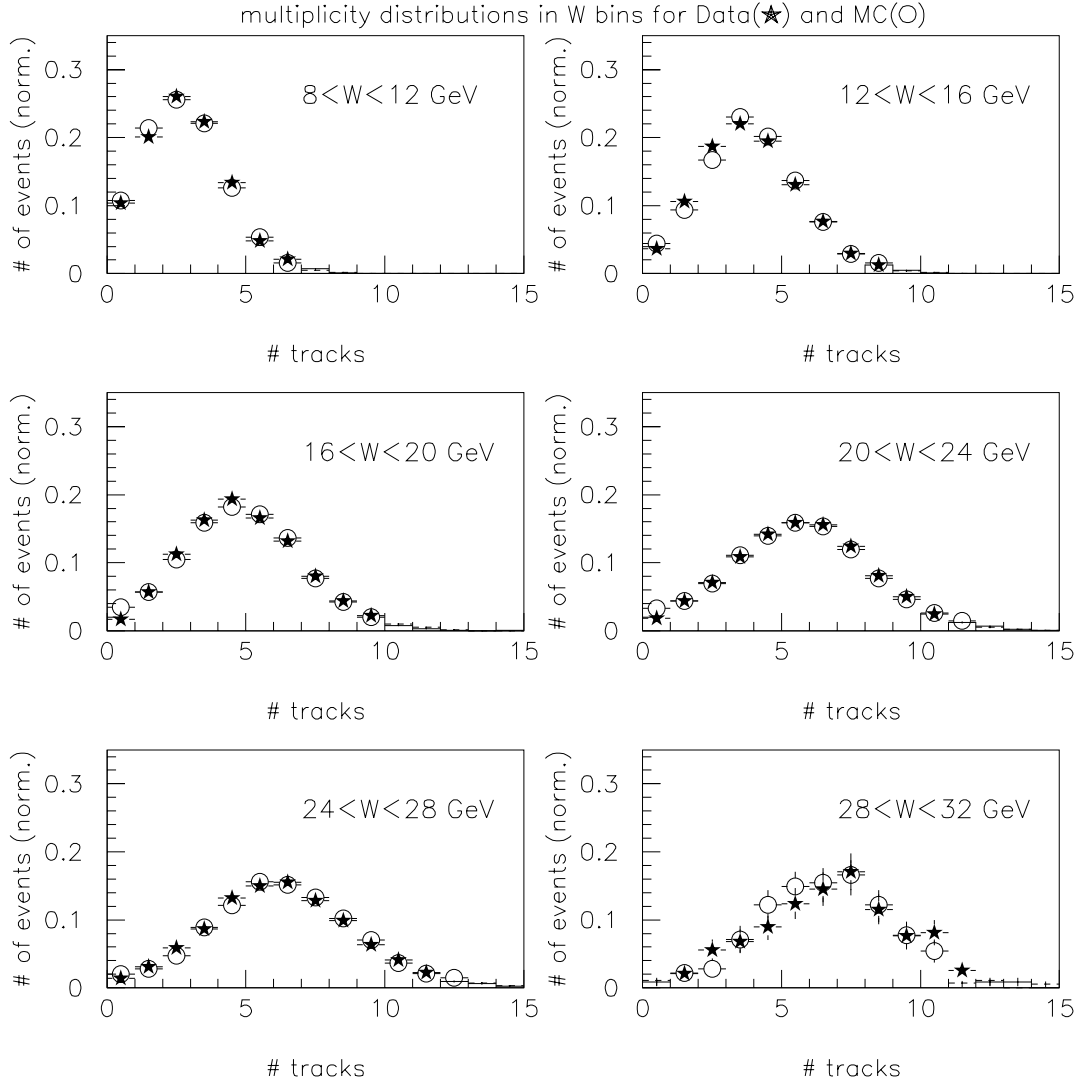 multiplicity distributions in W bins for Data(★) and MC(○)
# of events (norm.)
0.3
0.2
0.1
0
8<W<12 GeV
0 5 10 15
# tracks
# of events (norm.)
0.3
0.2
0.1
0
12<W<16 GeV
0 5 10 15
# tracks
# of events (norm.)
0.3
0.2
0.1
0
16<W<20 GeV
0 5 10 15
# tracks
# of events (norm.)
0.3
0.2
0.1
0
20<W<24 GeV
0 5 10 15
# tracks
# of events (norm.)
0.3
0.2
0.1
0
24<W<28 GeV
0 5 10 15
# tracks
# of events (norm.)
0.3
0.2
0.1
0
28<W<32 GeV
0 5 10 15
# tracks